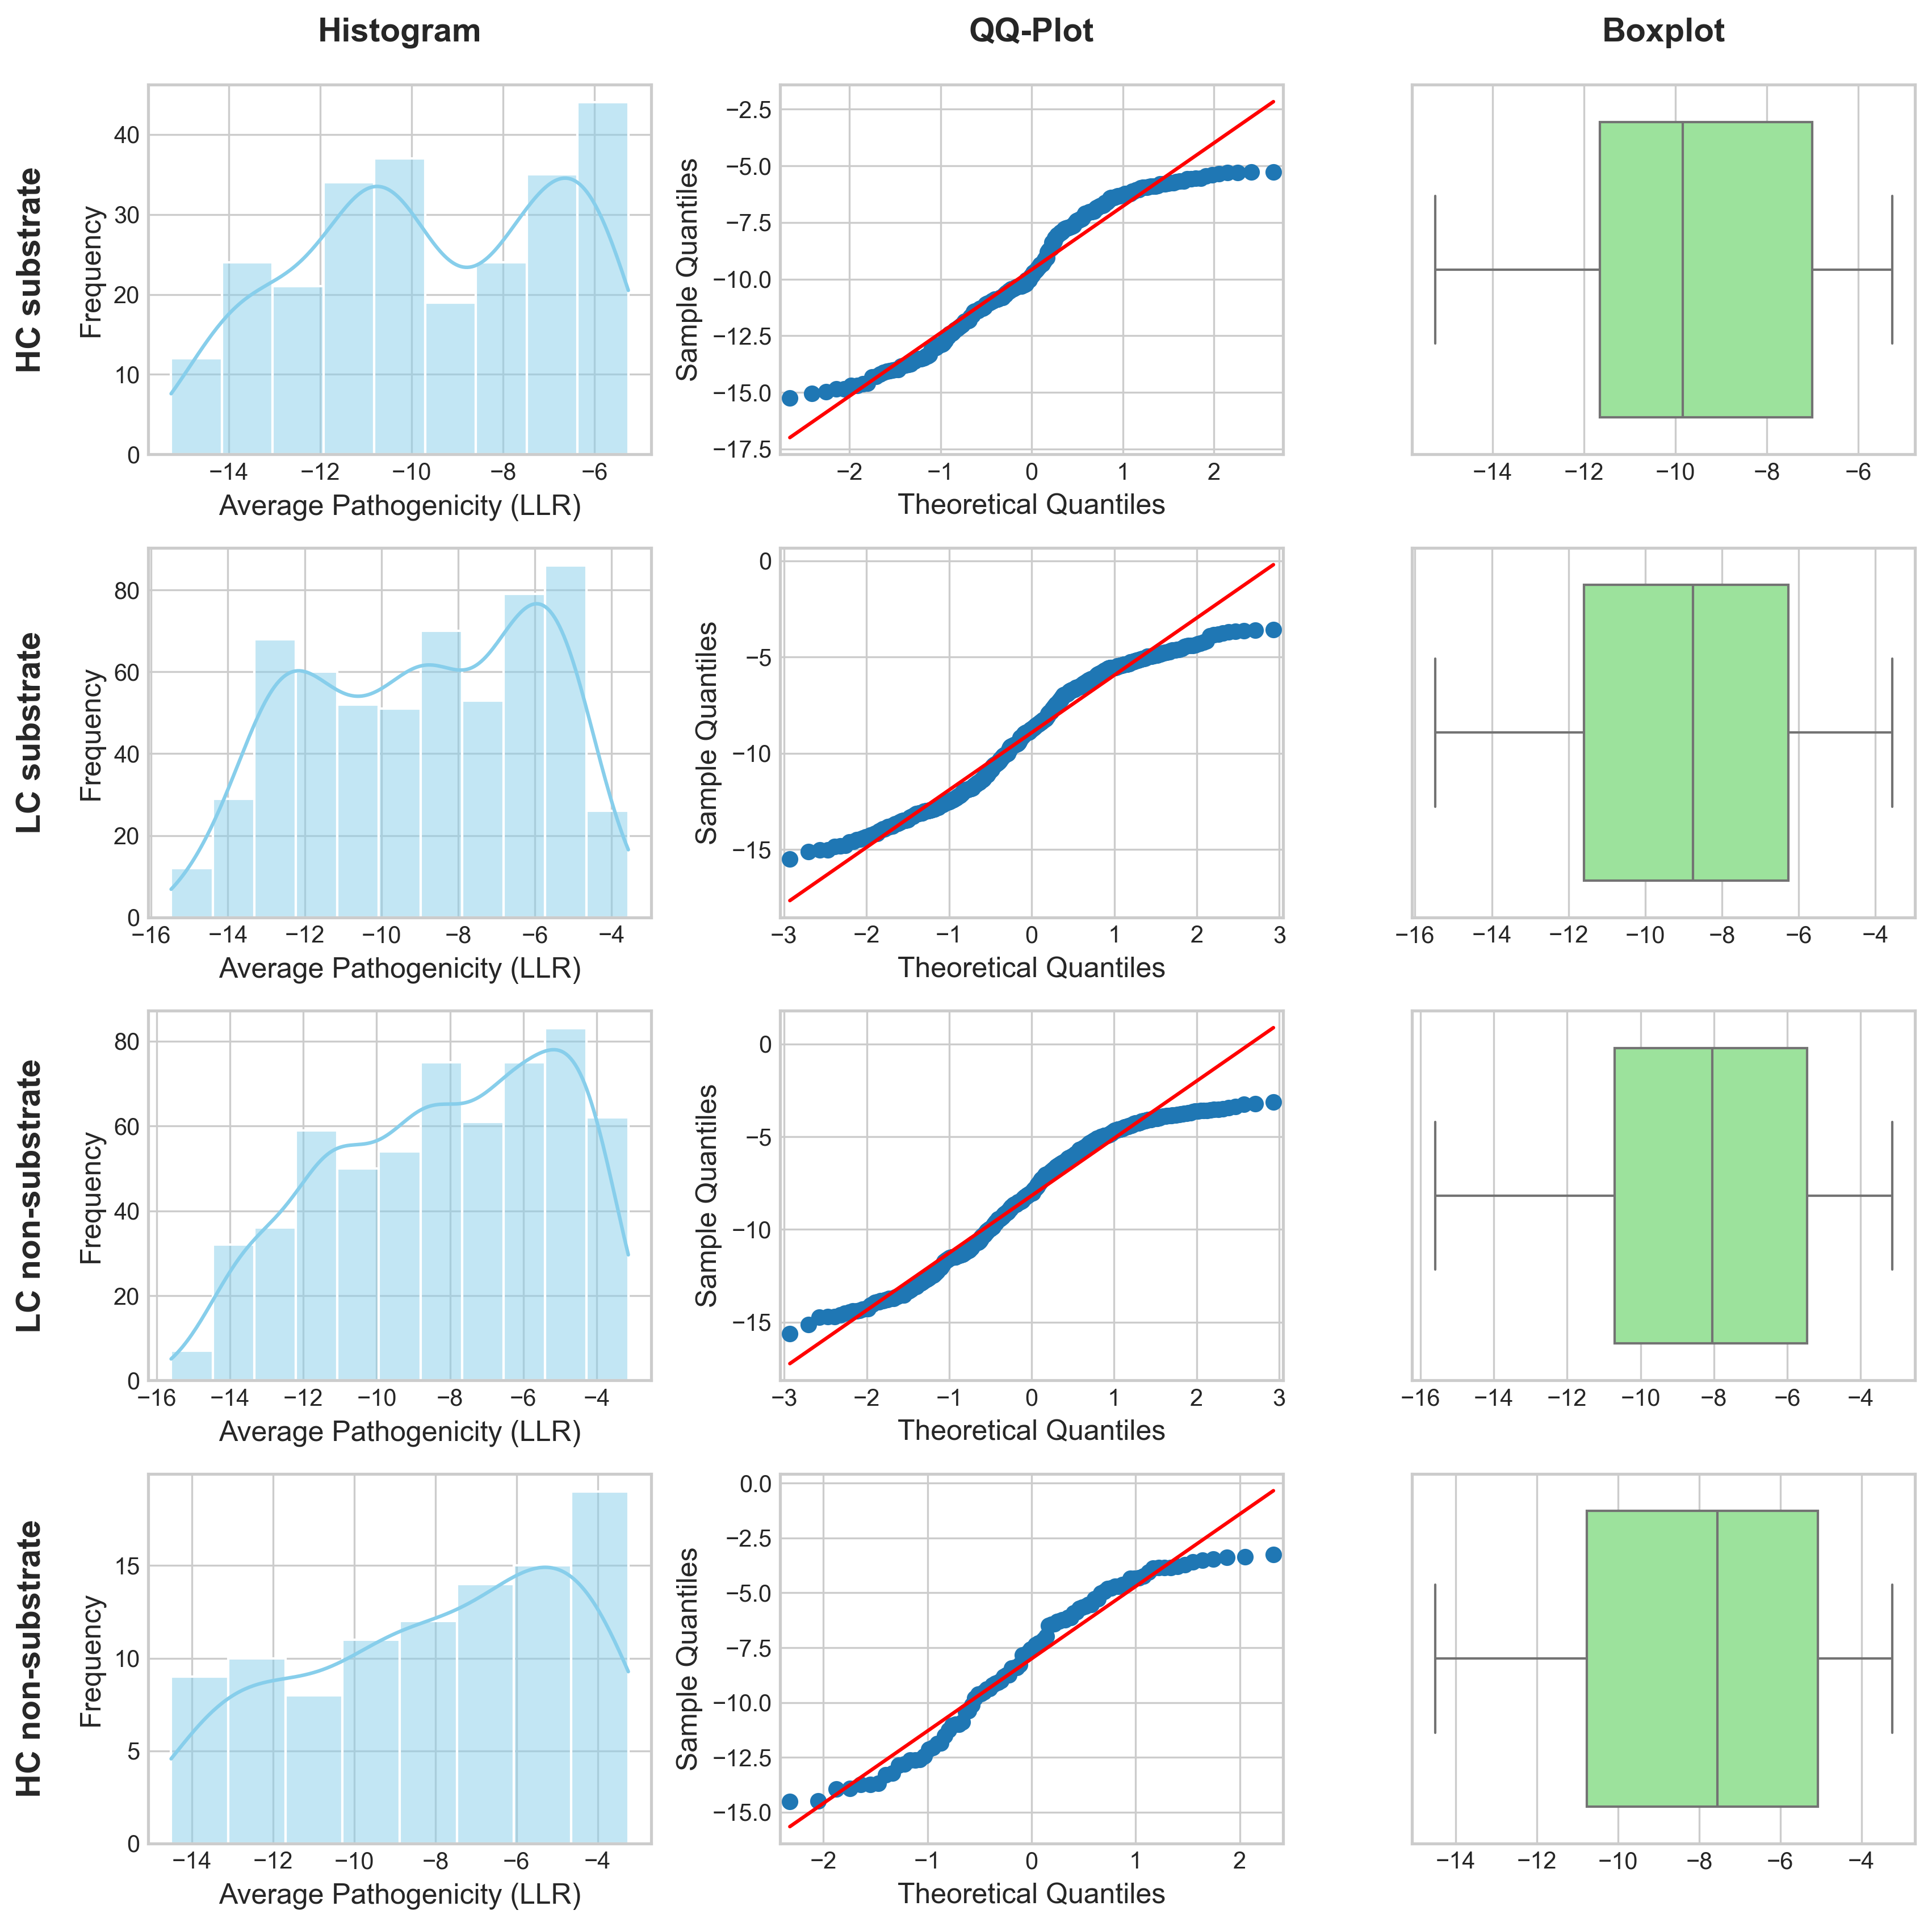 Histogram QQ-Plot Boxplot
HC substrate
Frequency
40
30
20
10
0
−14 −12 −10 −8 −6
Average Pathogenicity (LLR)
Sample Quantiles
−2.5
−5.0
−7.5
−10.0
−12.5
−15.0
−17.5
−2 −1 0 1 2
Theoretical Quantiles
−14 −12 −10 −8 −6
LC substrate
Frequency
80
60
40
20
0
−16 −14 −12 −10 −8 −6 −4
Average Pathogenicity (LLR)
Sample Quantiles
0
−5
−10
−15
−3 −2 −1 0 1 2 3
Theoretical Quantiles
−16 −14 −12 −10 −8 −6 −4
LC non-substrate
Frequency
80
60
40
20
0
−16 −14 −12 −10 −8 −6 −4
Average Pathogenicity (LLR)
Sample Quantiles
0
−5
−10
−15
−3 −2 −1 0 1 2 3
Theoretical Quantiles
−16 −14 −12 −10 −8 −6 −4
HC non-substrate
Frequency
15
10
5
0
−14 −12 −10 −8 −6 −4
Average Pathogenicity (LLR)
Sample Quantiles
0.0
−2.5
−5.0
−7.5
−10.0
−12.5
−15.0
−2 −1 0 1 2
Theoretical Quantiles
−14 −12 −10 −8 −6 −4